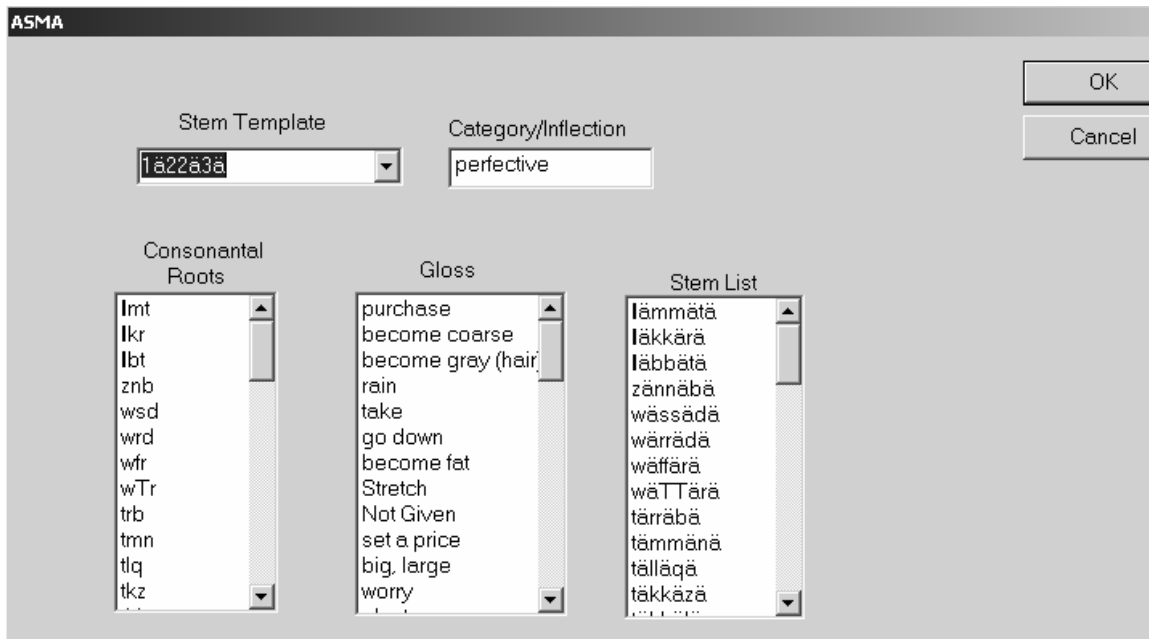 ASMA
OK
Cancel
Stem Template
Category/Inflection
1ä22ä3ä
perfective
Consonantal
Roots
Gloss
Stem List
lmt
lkr
lbt
znb
wsd
wrd
wfr
wTr
trb
tmn
tlq
tkz
purchase
become coarse
become gray (hair)
rain
take
go down
become fat
Stretch
Not Given
set a price
big, large
worry
lämmätä
läkkärä
läbbätä
zännäbä
wässädä
wärrädä
wäffärä
wäTTärä
tärräbä
tämmänä
tälläqä
täkkäzä